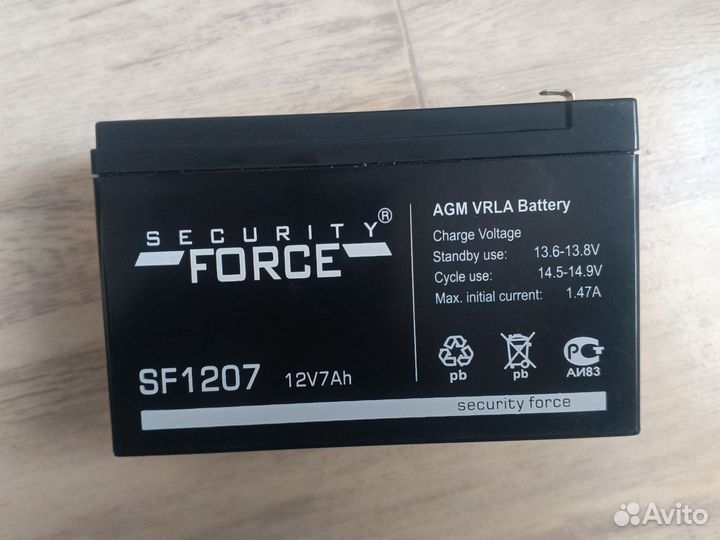 SECURITY ®
FORCE
SF1207 12V7Ah
AGM VRLA Battery
Charge Voltage
Standby use: 13.6-13.8V
Cycle use: 14.5-14.9V
Max. initial current: 1.47A
pb pb АИ83
security force
Avito